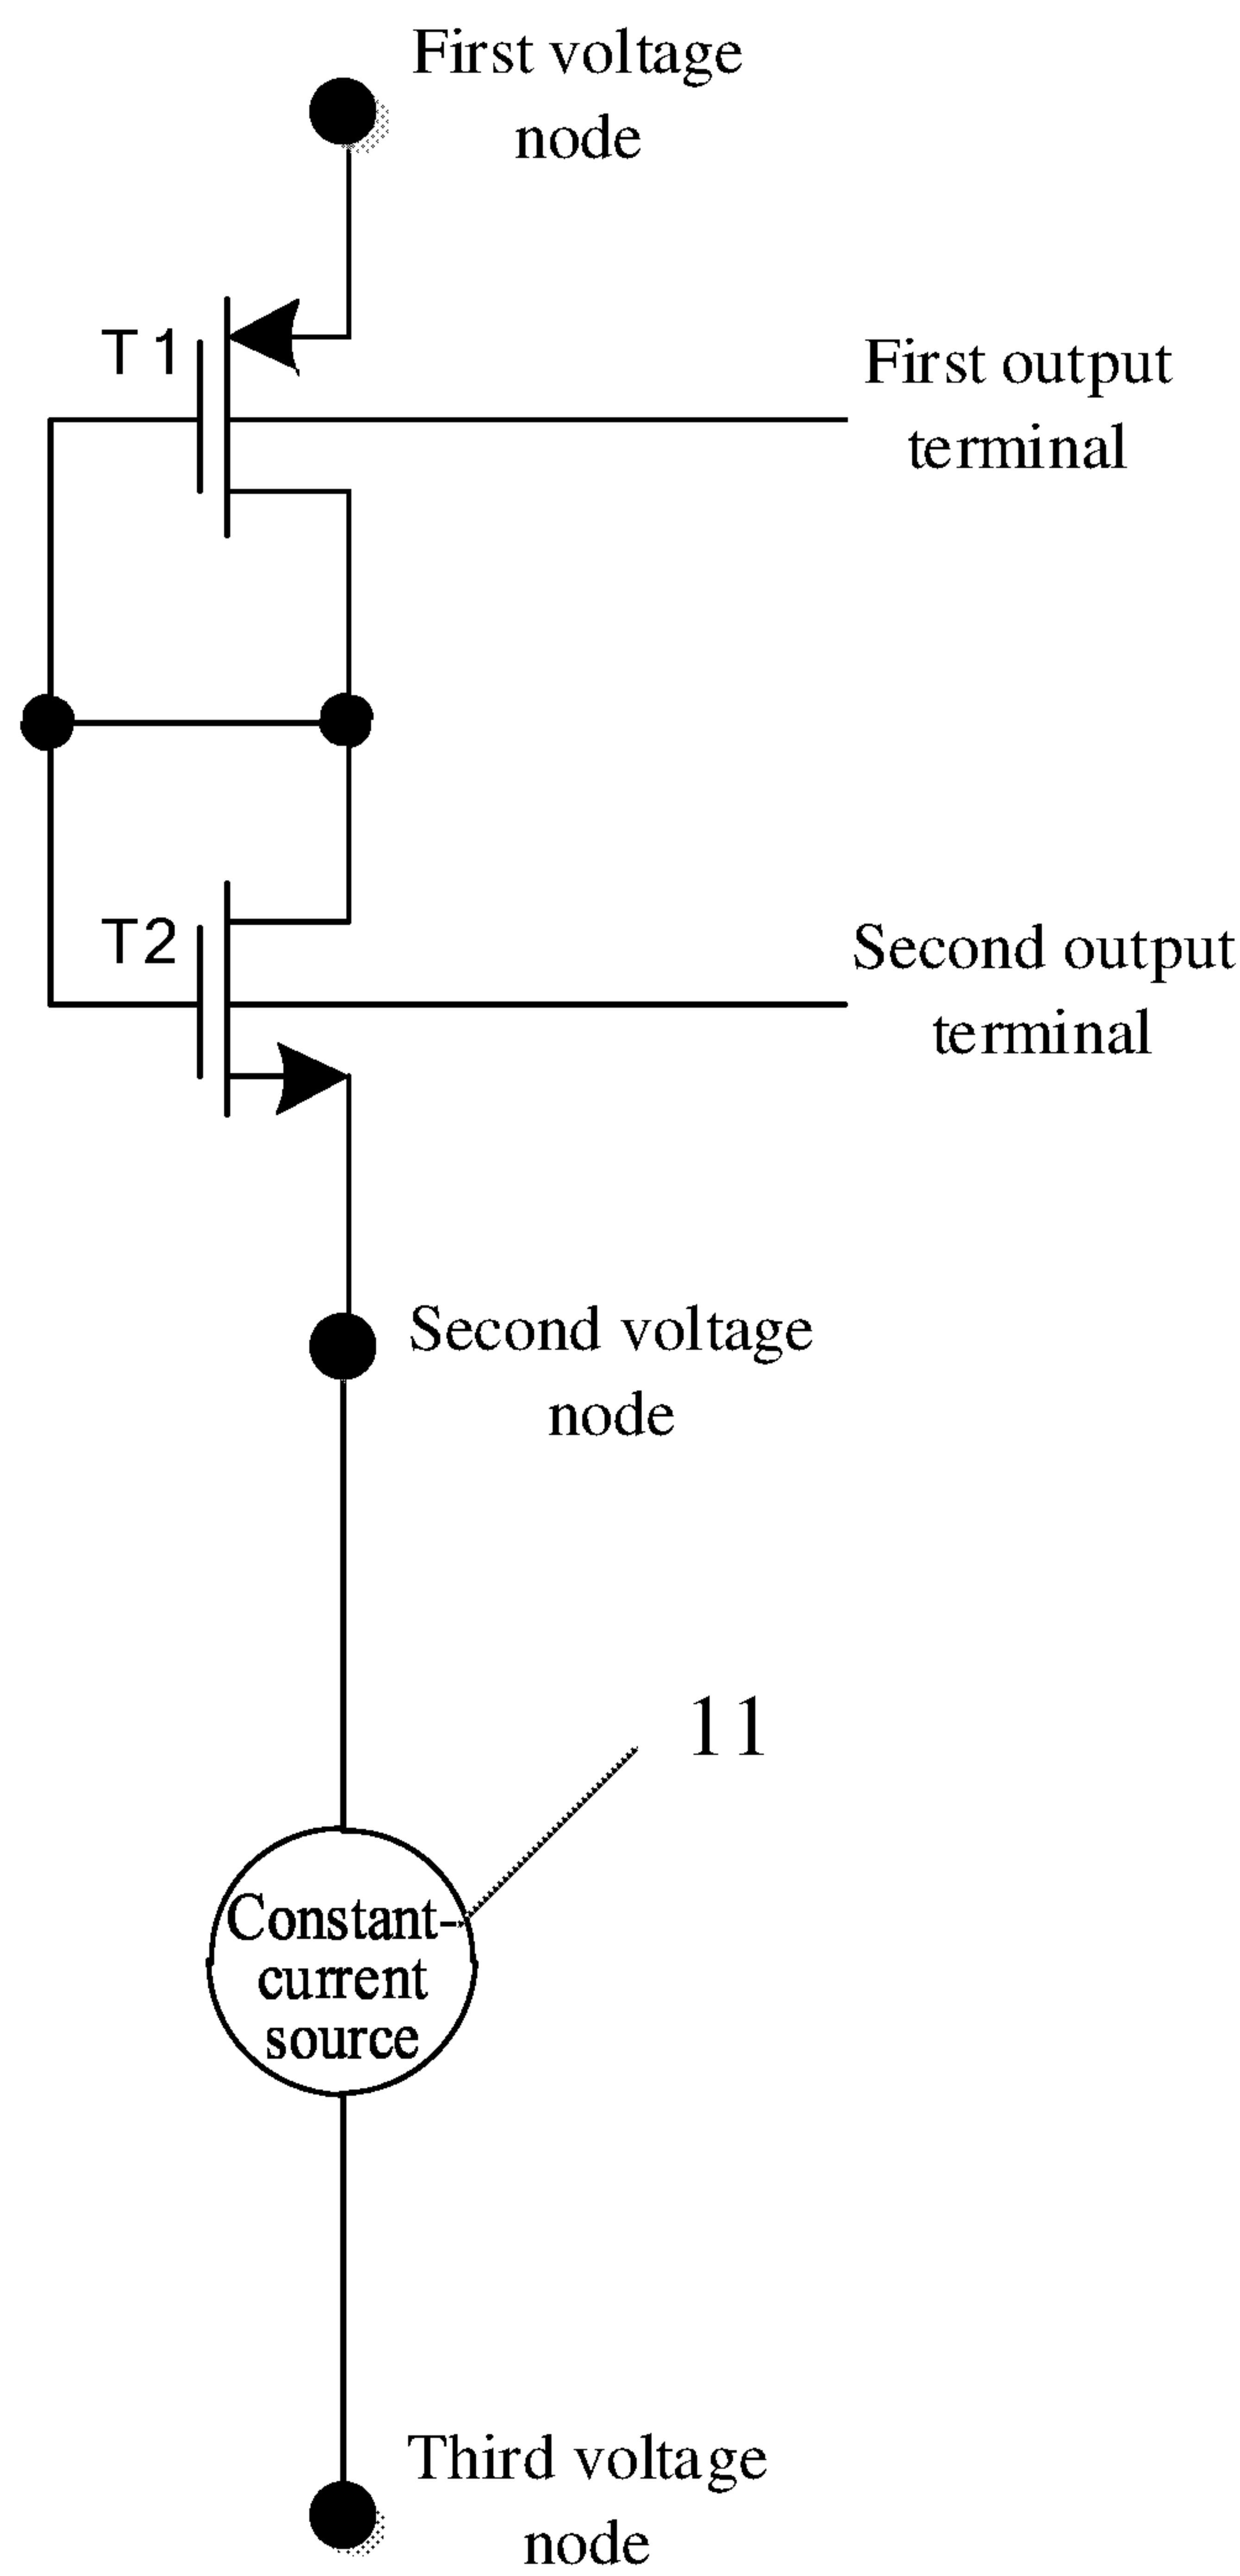 First voltage
node
T1
First output
terminal
T2
Second output
terminal
Second voltage
node
11
Constant-
current
source
Third voltage
node